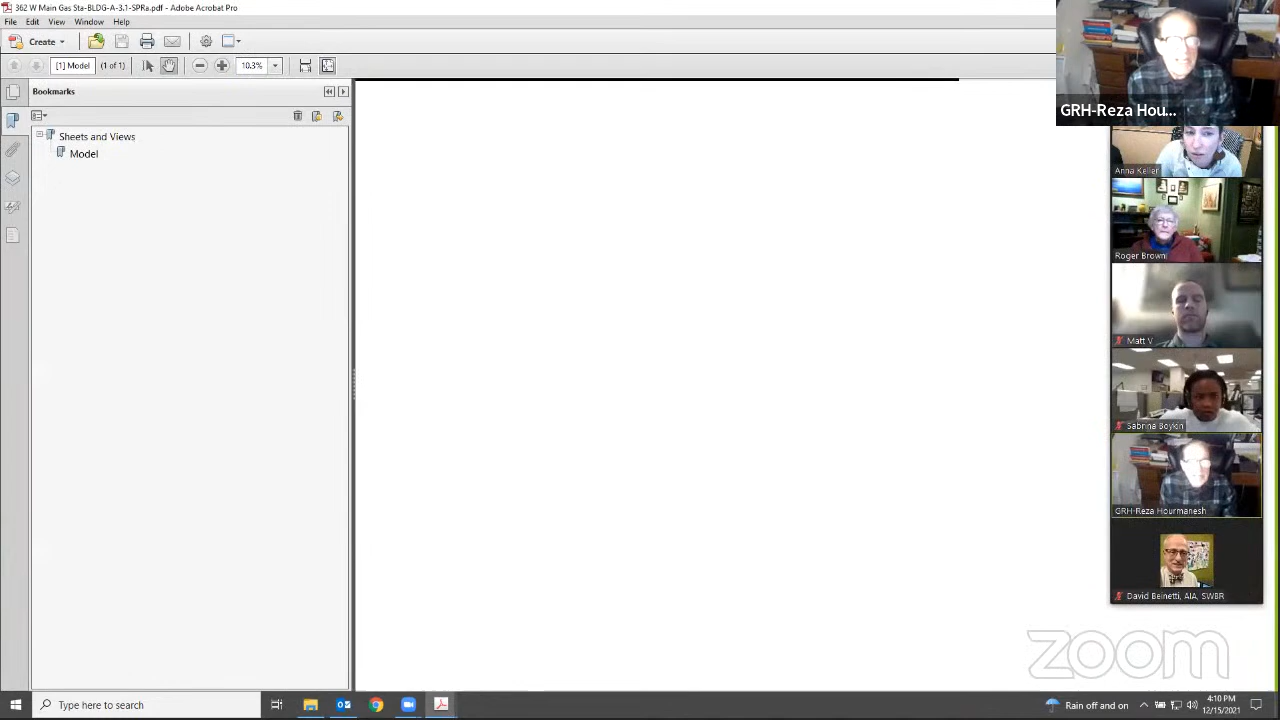 362 W Main Gas Sta-BLDG-A-3.1-SPRa.pdf - Adobe Acrobat Pro
File Edit View Window Help
Create
[1] Model (1 of 1) 10.3%
Bookmarks
Sheets and Views
Model
GRH-Reza Hou...
Anna Keller
Roger Brown
Matt V
Sabrina Boykin
GRH-Reza Hourmanesh
David Beinetti, AIA, SWBR
zoom
Type here to search
Rain off and on
4:10 PM
12/15/2021